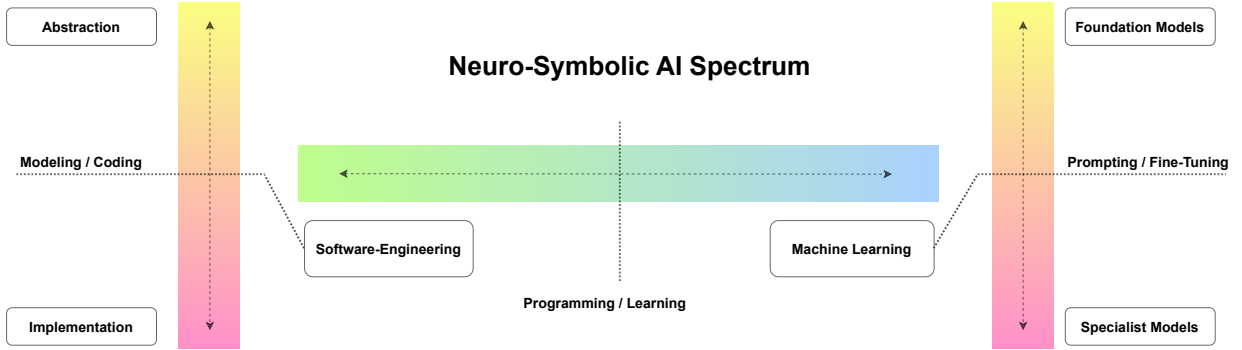 Abstraction
Foundation Models
Neuro-Symbolic AI Spectrum
Modeling / Coding
Prompting / Fine-Tuning
Software-Engineering
Machine Learning
Programming / Learning
Implementation
Specialist Models